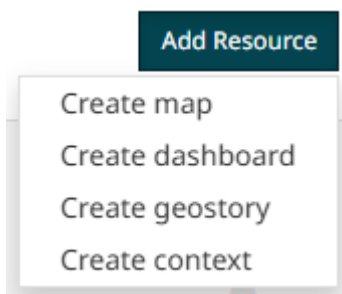 Add Resource
Create map
Create dashboard
Create geostory
Create context